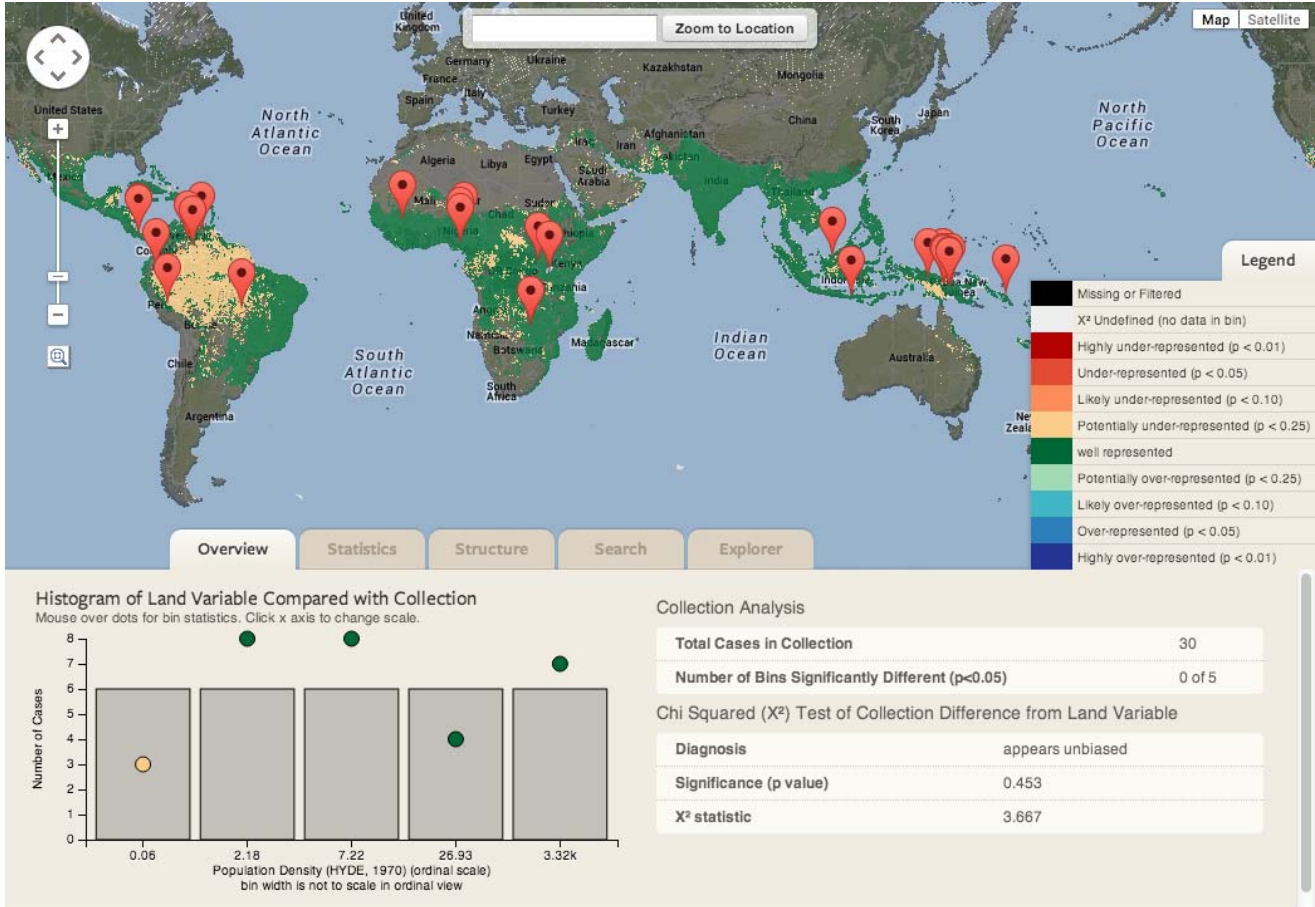 United
Kingdom
Zoom to Location
Map
Satellite
Germany
Ukraine
France
Kazakhstan
Mongolia
Spain
Italy
Turkey
United States
North
Atlantic
Ocean
China
South
Korea
Japan
North
Pacific
Ocean
Afghanistan
Iran
Algeria
Libya
Egypt
Saudi
Arabia
Pakistan
India
Thailand
Mexico
Mali
Chad
Nigeria
Kenya
Madagascar
Botswana
South
Africa
Chile
Argentina
South
Atlantic
Ocean
Indian
Ocean
Australia
Legend
Missing or Filtered
X² Undefined (no data in bin)
Highly under-represented (p < 0.01)
Under-represented (p < 0.05)
Likely under-represented (p < 0.10)
Potentially under-represented (p < 0.25)
well represented
Potentially over-represented (p < 0.25)
Likely over-represented (p < 0.10)
Over-represented (p < 0.05)
Highly over-represented (p < 0.01)
Overview
Statistics
Structure
Search
Explorer
Histogram of Land Variable Compared with Collection
Mouse over dots for bin statistics. Click x axis to change scale.
Number of Cases
8
7
6
5
4
3
2
1
0
0.06 2.18 7.22 26.93 3.32k
Population Density (HYDE, 1970) (ordinal scale)
bin width is not to scale in ordinal view
Collection Analysis
Total Cases in Collection 30
Number of Bins Significantly Different (p<0.05) 0 of 5
Chi Squared (X²) Test of Collection Difference from Land Variable
Diagnosis appears unbiased
Significance (p value) 0.453
X² statistic 3.667